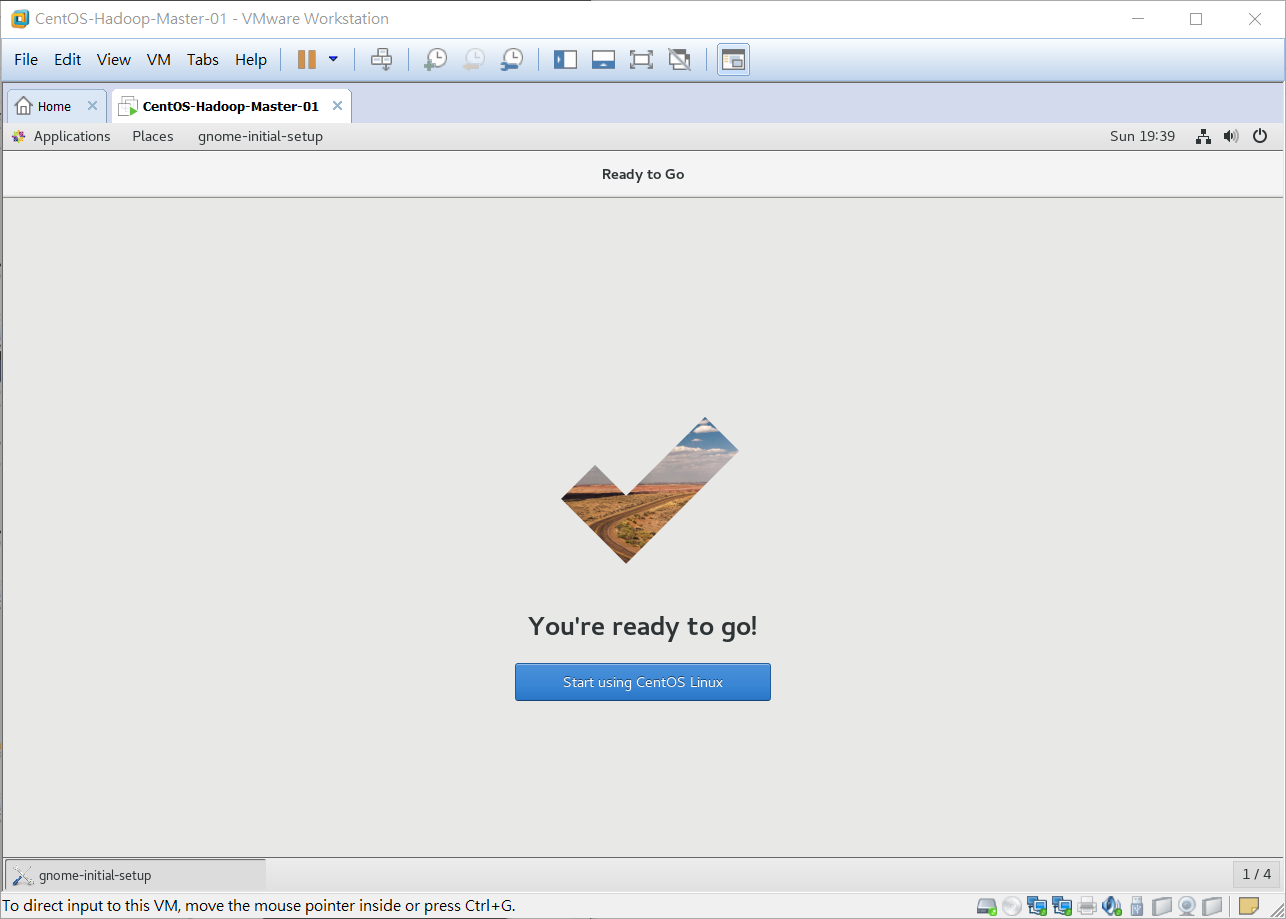 CentOS-Hadoop-Master-01 - VMware Workstation
File Edit View VM Tabs Help
Home CentOS-Hadoop-Master-01
Applications Places gnome-initial-setup Sun 19:39
Ready to Go
You're ready to go!
Start using CentOS Linux
gnome-initial-setup 1 / 4
To direct input to this VM, move the mouse pointer inside or press Ctrl+G.